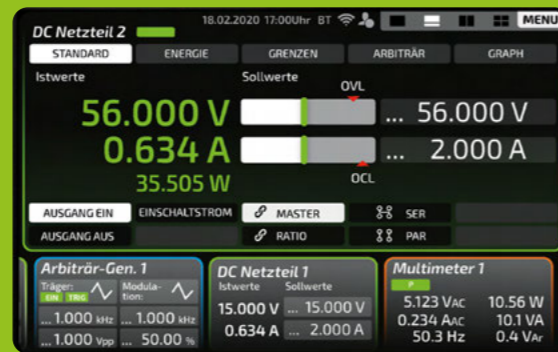 18.02.2020 17:00Uhr BT MENU
DC Netzteil 2
STANDARD ENERGIE GRENZEN ARBITRÄR GRAPH
Istwerte Sollwerte OVL
56.000 V ... 56.000 V
0.634 A ... 2.000 A
35.505 W OCL
AUSGANG EIN EINSCHALTSTROM MASTER SER
AUSGANG AUS RATIO PAR
Arbiträr-Gen. 1
Träger: Modula-
EIN TRIG tion:
... 1.000 kHz ... 1.000 kHz
... 1.000 Vpp ... 50.00 %
DC Netzteil 1
Istwerte Sollwerte
15.000 V ... 15.000 V
0.634 A ... 2.000 A
Multimeter 1
P
5.123 VAC 10.56 W
0.234 AAC 10.1 VA
50.3 Hz 0.4 VAr